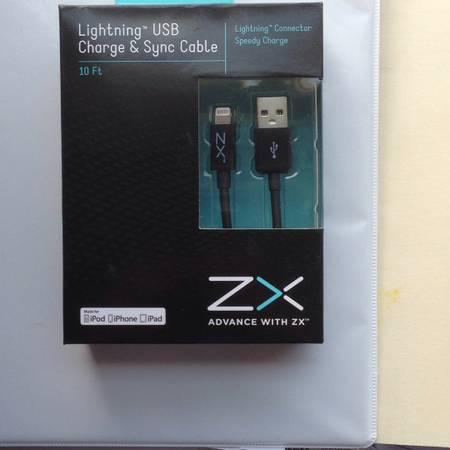 Lightning™ USB
Charge & Sync Cable
10 Ft
Lightning™ Connector
Speedy Charge
ZX
ZX
ADVANCE WITH ZX™
Made for
iPod iPhone iPad